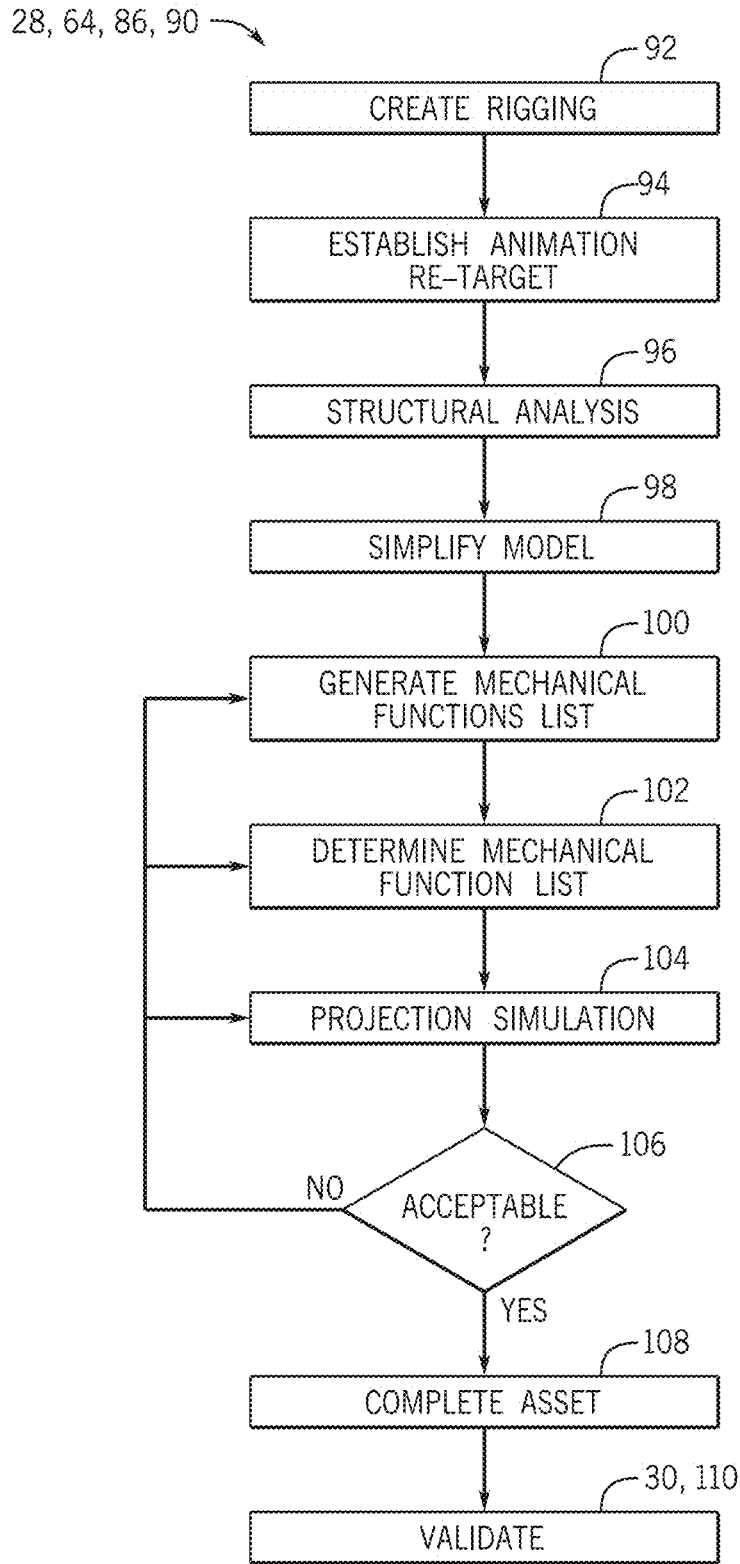 28, 64, 86, 90
92
CREATE RIGGING
94
ESTABLISH ANIMATION
RE-TARGET
96
STRUCTURAL ANALYSIS
98
SIMPLIFY MODEL
100
GENERATE MECHANICAL
FUNCTIONS LIST
102
DETERMINE MECHANICAL
FUNCTION LIST
104
PROJECTION SIMULATION
106
NO
ACCEPTABLE
?
YES
108
COMPLETE ASSET
30, 110
VALIDATE